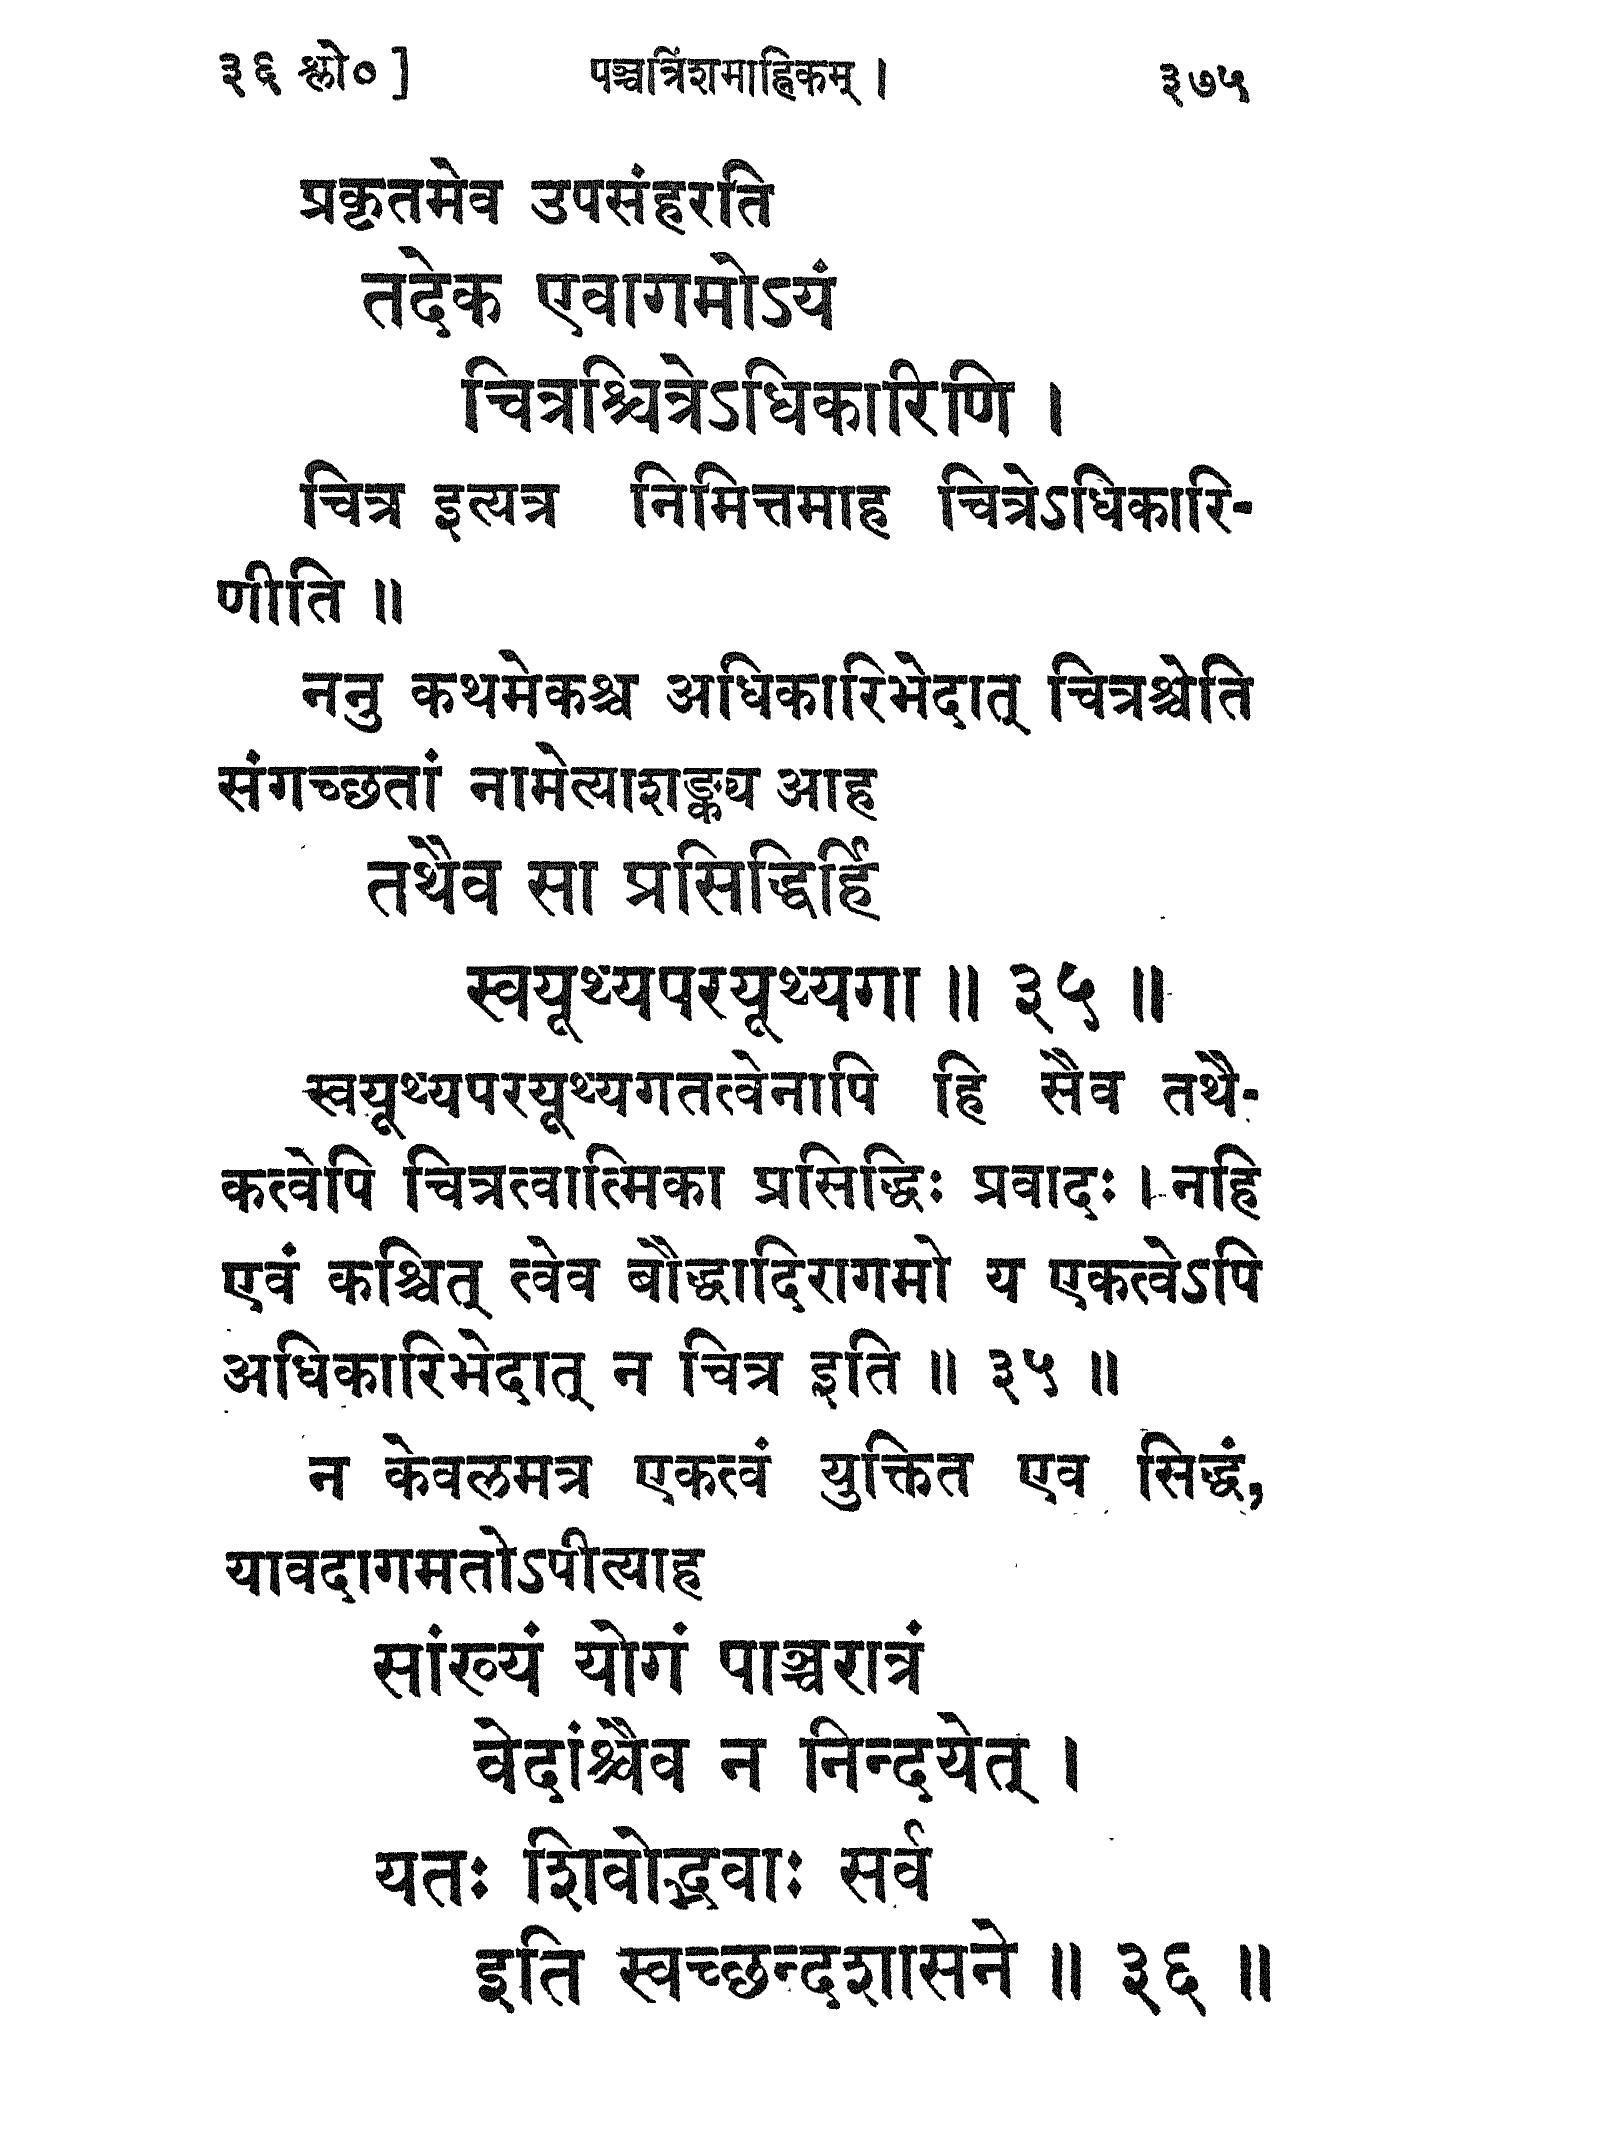 ३६ श्लो० ]
पञ्चत्रिंशमाह्निकम् ।
३७५
प्रकृतमेव उपसंहरति
तदेक एवागमोऽयं
चित्रश्चित्रेऽधिकारिणि ।
चित्र इत्यत्र निमित्तमाह चित्रेऽधिकारि-
णीति ॥
ननु कथमेकश्च अधिकारिभेदात् चित्रश्चेति
संगच्छतां नामेत्याशङ्क्य आह
तथैव सा प्रसिद्धिर्हि
स्वयूथ्यपरयूथ्यगा ॥ ३५ ॥
स्वयूथ्यपरयूथ्यगतत्वेनापि हि सैव तथै-
कत्वेपि चित्रत्वात्मिका प्रसिद्धिः प्रवादः । नहि
एवं कश्चित् त्वेव बौद्धादिरागमो य एकत्वेऽपि
अधिकारिभेदात् न चित्र इति ॥ ३५ ॥
न केवलमत्र एकत्वं युक्तित एव सिद्धं,
यावदागमतोऽपीत्याह
सांख्यं योगं पाञ्चरात्रं
वेदांश्चैव न निन्दयेत् ।
यतः शिवोद्भवाः सर्व
इति स्वच्छन्दशासने ॥ ३६ ॥